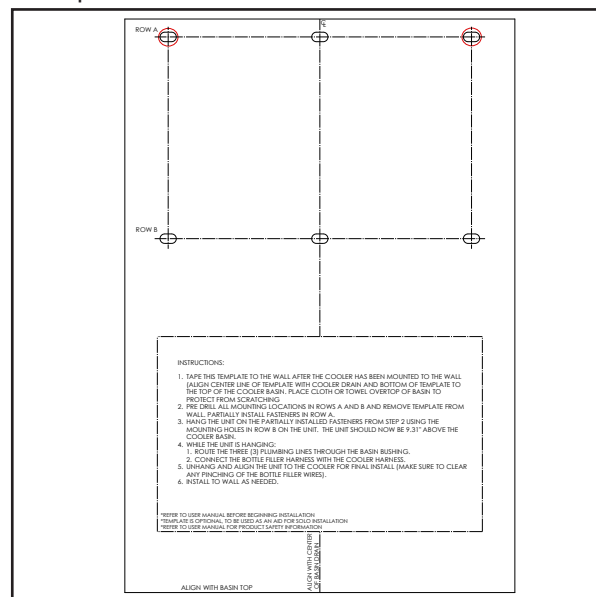 ℄
ROW A
ROW B
INSTRUCTIONS:
1. TAPE THIS TEMPLATE TO THE WALL AFTER THE COOLER HAS BEEN MOUNTED TO THE WALL
(ALIGN CENTER LINE OF TEMPLATE WITH COOLER DRAIN AND BOTTOM OF TEMPLATE TO
THE TOP OF THE COOLER BASIN. PLACE CLOTH OR TOWEL OVERTOP OF BASIN TO
PROTECT FROM SCRATCHING
2. PRE DRILL ALL MOUNTING LOCATIONS IN ROWS A AND B AND REMOVE TEMPLATE FROM
WALL. PARTIALLY INSTALL FASTENERS IN ROW A.
3. HANG THE UNIT ON THE PARTIALLY INSTALLED FASTENERS FROM STEP 2 USING THE
MOUNTING HOLES IN ROW B ON THE UNIT. THE UNIT SHOULD NOW BE 9.31" ABOVE THE
COOLER BASIN.
4. WHILE THE UNIT IS HANGING:
1. ROUTE THE THREE (3) PLUMBING LINES THROUGH THE BASIN BUSHING.
2. CONNECT THE BOTTLE FILLER HARNESS WITH THE COOLER HARNESS.
5. UNHANG AND ALIGN THE UNIT TO THE COOLER FOR FINAL INSTALL (MAKE SURE TO CLEAR
ANY PINCHING OF THE BOTTLE FILLER WIRES).
6. INSTALL TO WALL AS NEEDED.
*REFER TO USER MANUAL BEFORE BEGINNING INSTALLATION
*TEMPLATE IS OPTIONAL, TO BE USED AS AN AID FOR SOLO INSTALLATION
*REFER TO USER MANUAL FOR PRODUCT SAFETY INFORMATION
ALIGN WITH CENTER
OF BASIN DRAIN
ALIGN WITH BASIN TOP